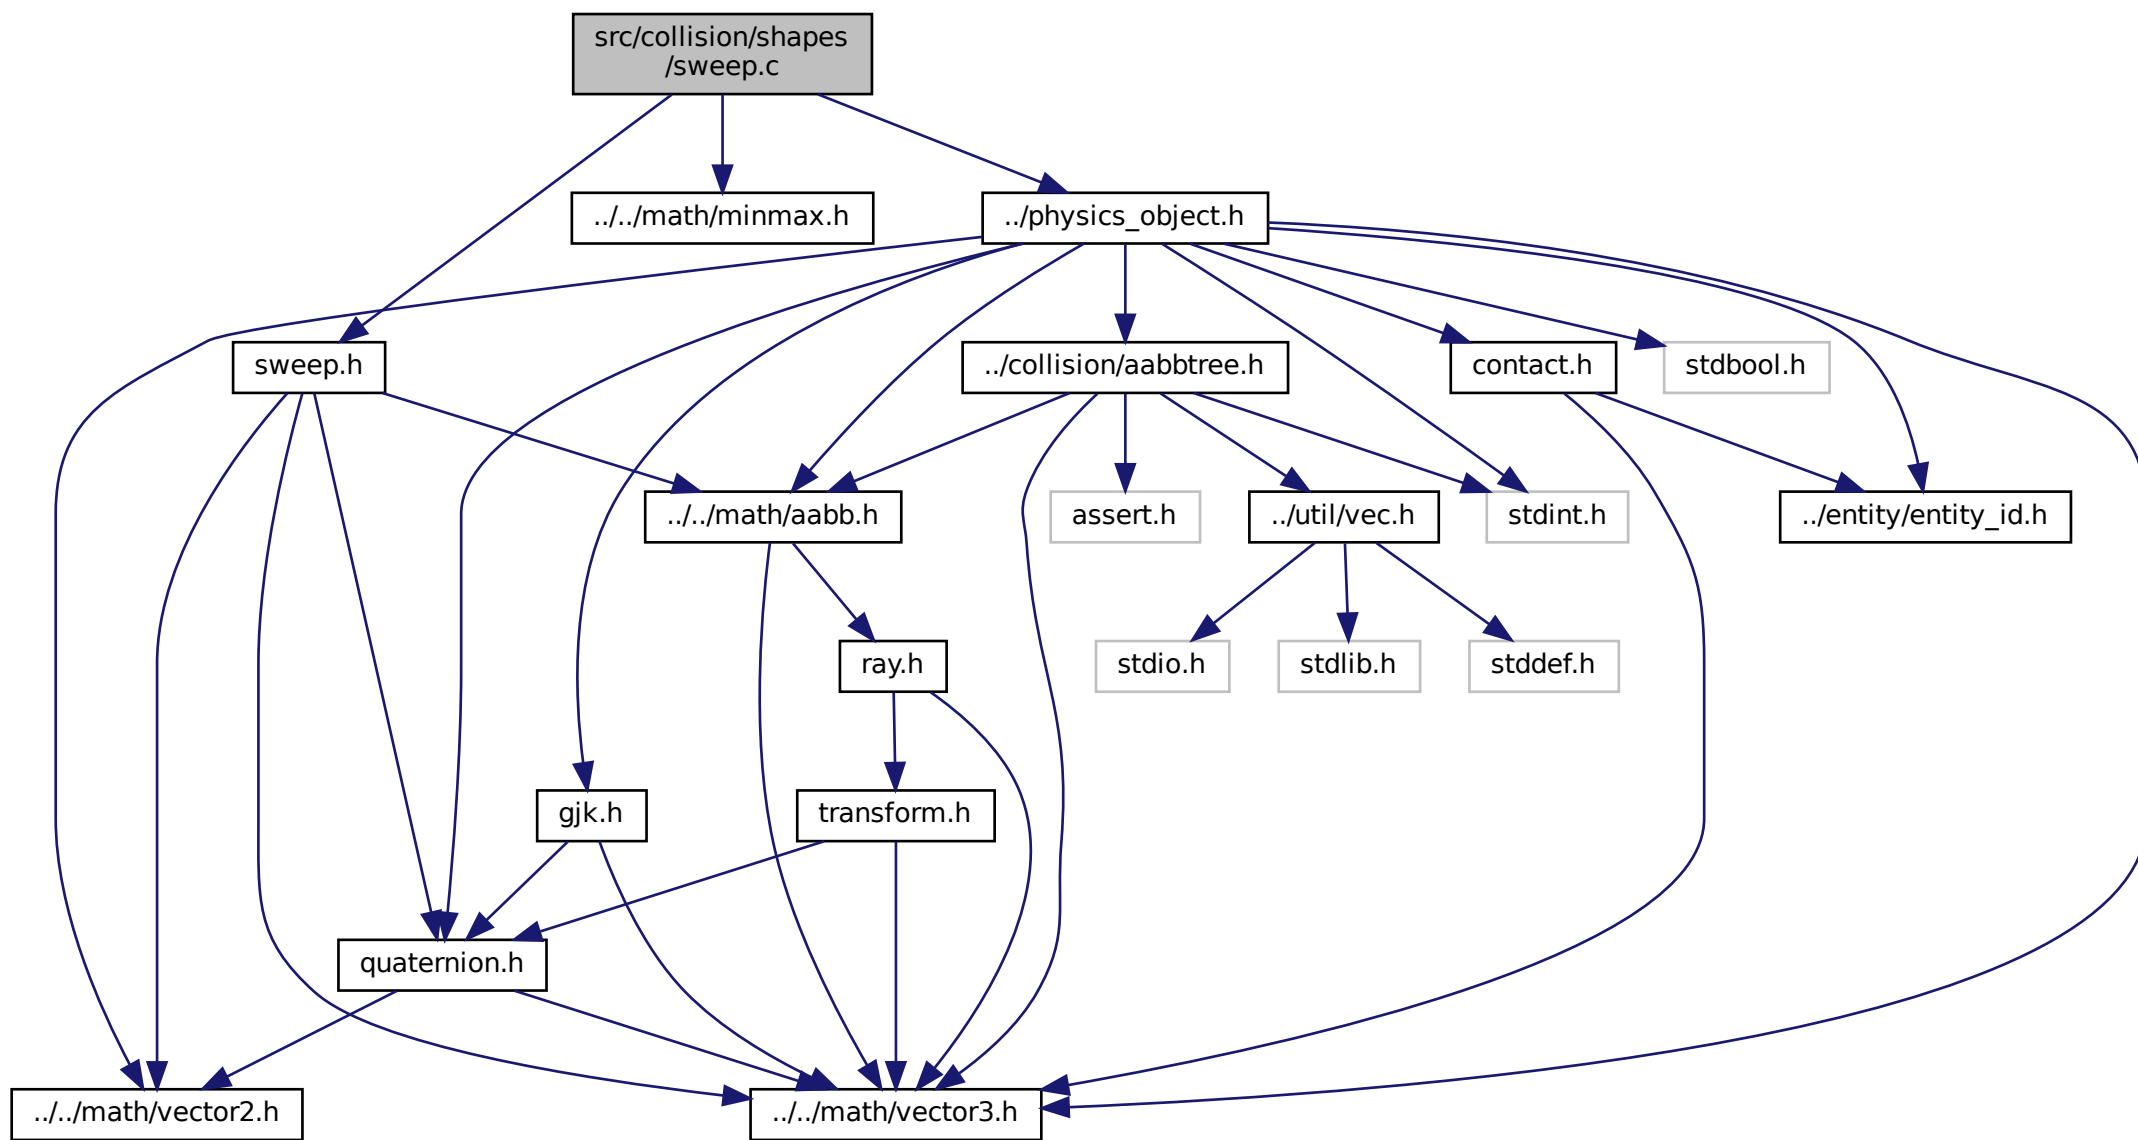 src/collision/shapes
/sweep.c
../../math/minmax.h
../physics_object.h
sweep.h
../collision/aabbtree.h
contact.h
stdbool.h
../../math/aabb.h
assert.h
../util/vec.h
stdint.h
../entity/entity_id.h
ray.h
stdio.h
stdlib.h
stddef.h
gjk.h
transform.h
quaternion.h
../../math/vector2.h
../../math/vector3.h